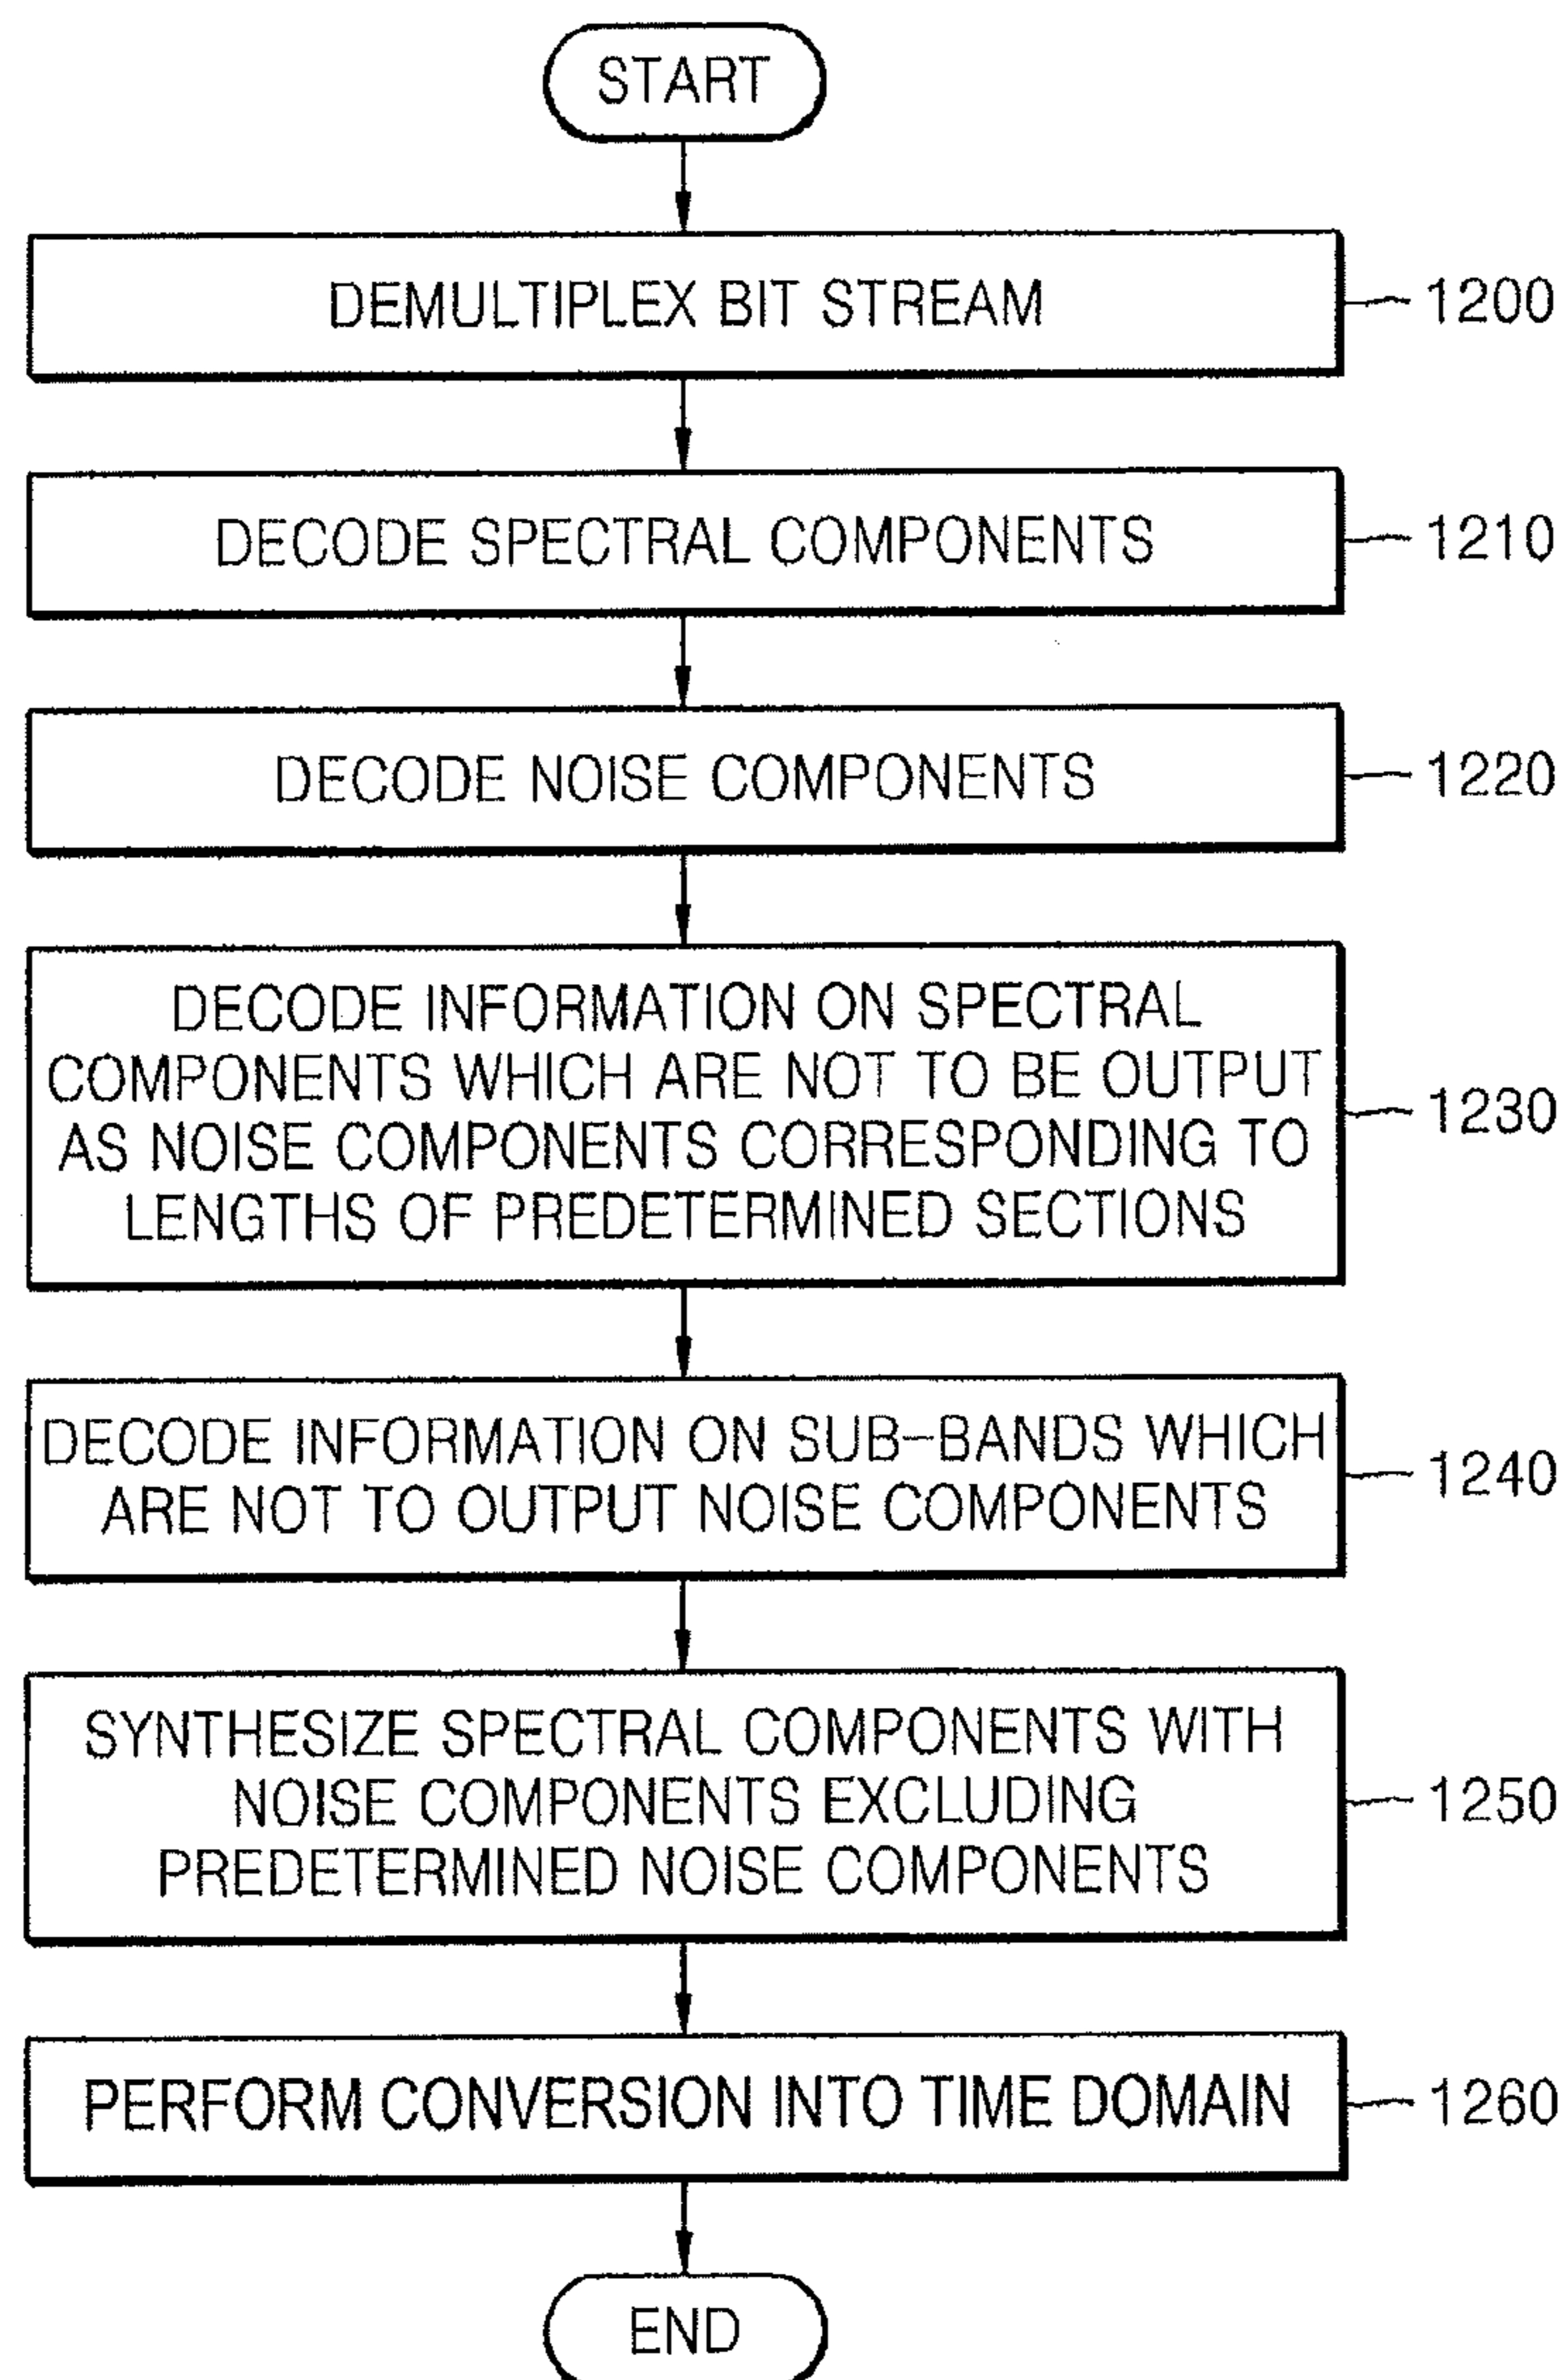 START
DEMULTIPLEX BIT STREAM
1200
DECODE SPECTRAL COMPONENTS
1210
DECODE NOISE COMPONENTS
1220
DECODE INFORMATION ON SPECTRAL
COMPONENTS WHICH ARE NOT TO BE OUTPUT
AS NOISE COMPONENTS CORRESPONDING TO
LENGTHS OF PREDETERMINED SECTIONS
1230
DECODE INFORMATION ON SUB-BANDS WHICH
ARE NOT TO OUTPUT NOISE COMPONENTS
1240
SYNTHESIZE SPECTRAL COMPONENTS WITH
NOISE COMPONENTS EXCLUDING
PREDETERMINED NOISE COMPONENTS
1250
PERFORM CONVERSION INTO TIME DOMAIN
1260
END